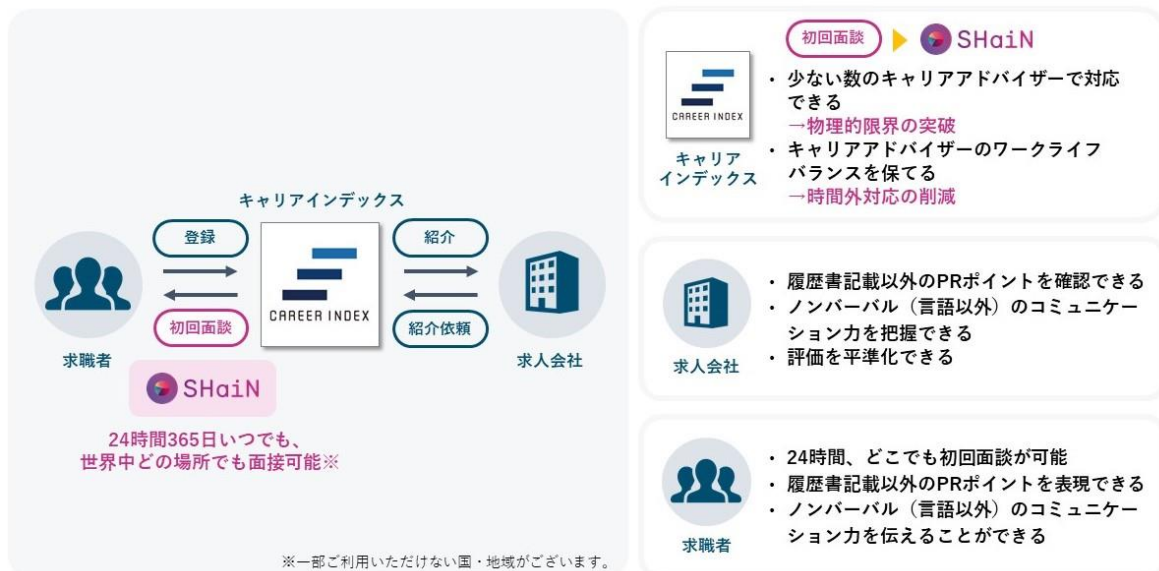 キャリアインデックス
登録
紹介
CAREER INDEX
初回面談
紹介依頼
求職者
求人会社
SHaiN
24時間365日いつでも、
世界中どの場所でも面接可能※
※一部ご利用いただけない国・地域がございます。
初回面談
SHaiN
CAREER INDEX
キャリア
インデックス
・ 少ない数のキャリアアドバイザーで対応
できる
→物理的限界の突破
・ キャリアアドバイザーのワークライフ
バランスを保てる
→時間外対応の削減
求人会社
・ 履歴書記載以外のPRポイントを確認できる
・ ノンバーバル（言語以外）のコミュニケー
ション力を把握できる
・ 評価を平準化できる
求職者
・ 24時間、どこでも初回面談が可能
・ 履歴書記載以外のPRポイントを表現できる
・ ノンバーバル（言語以外）のコミュニケー
ション力を伝えることができる